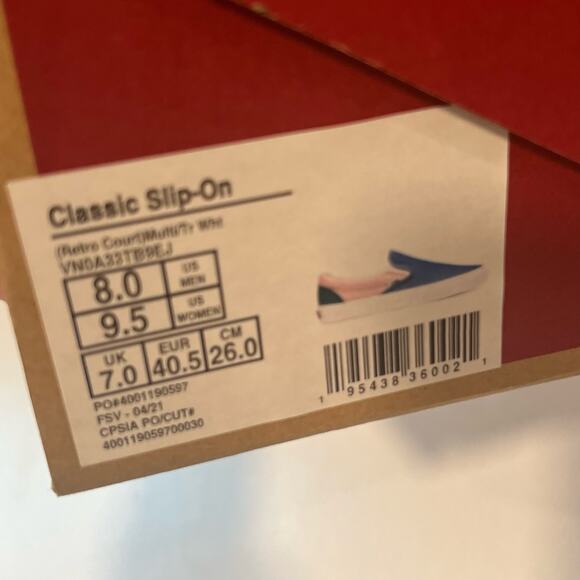 Classic Slip-On
(Retro Court)Multi/Tr Wht
VN0A33TB9EJ
8.0 US MEN
9.5 US WOMEN
UK EUR CM
7.0 40.5 26.0
PO#4001190597
FSV - 04/21
CPSIA PO/CUT#
400119059700030
1 95438 36002 1